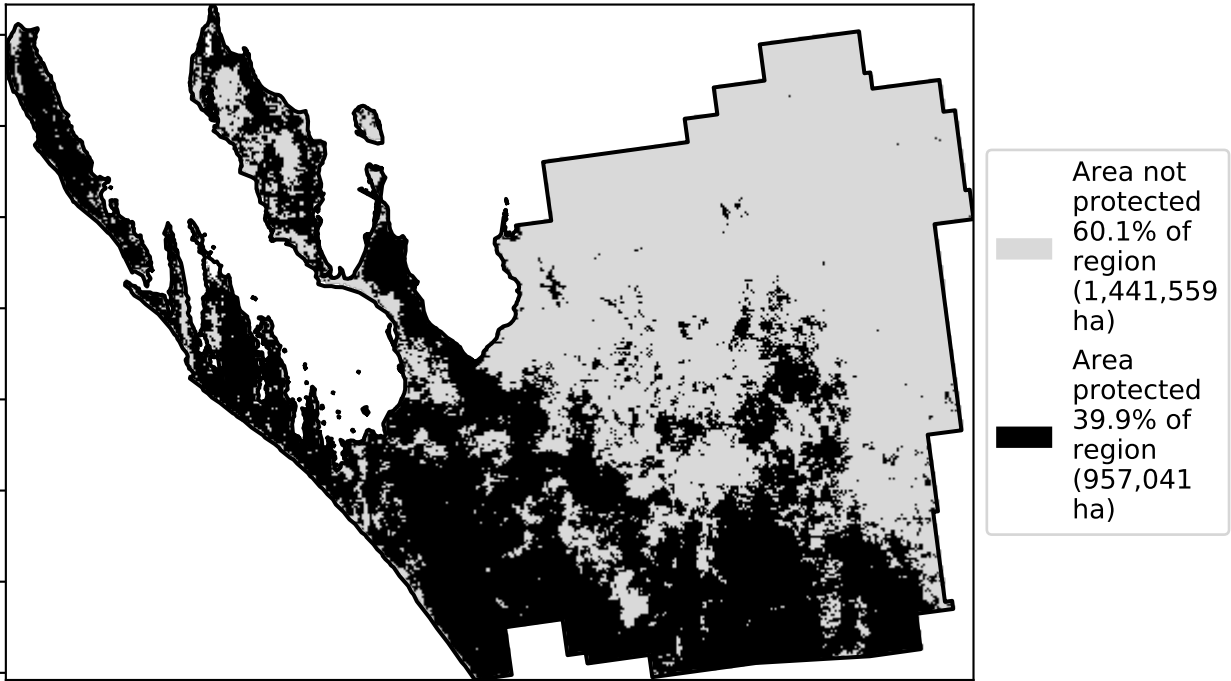 Area not
protected
60.1% of
region
(1,441,559
ha)
Area
protected
39.9% of
region
(957,041
ha)